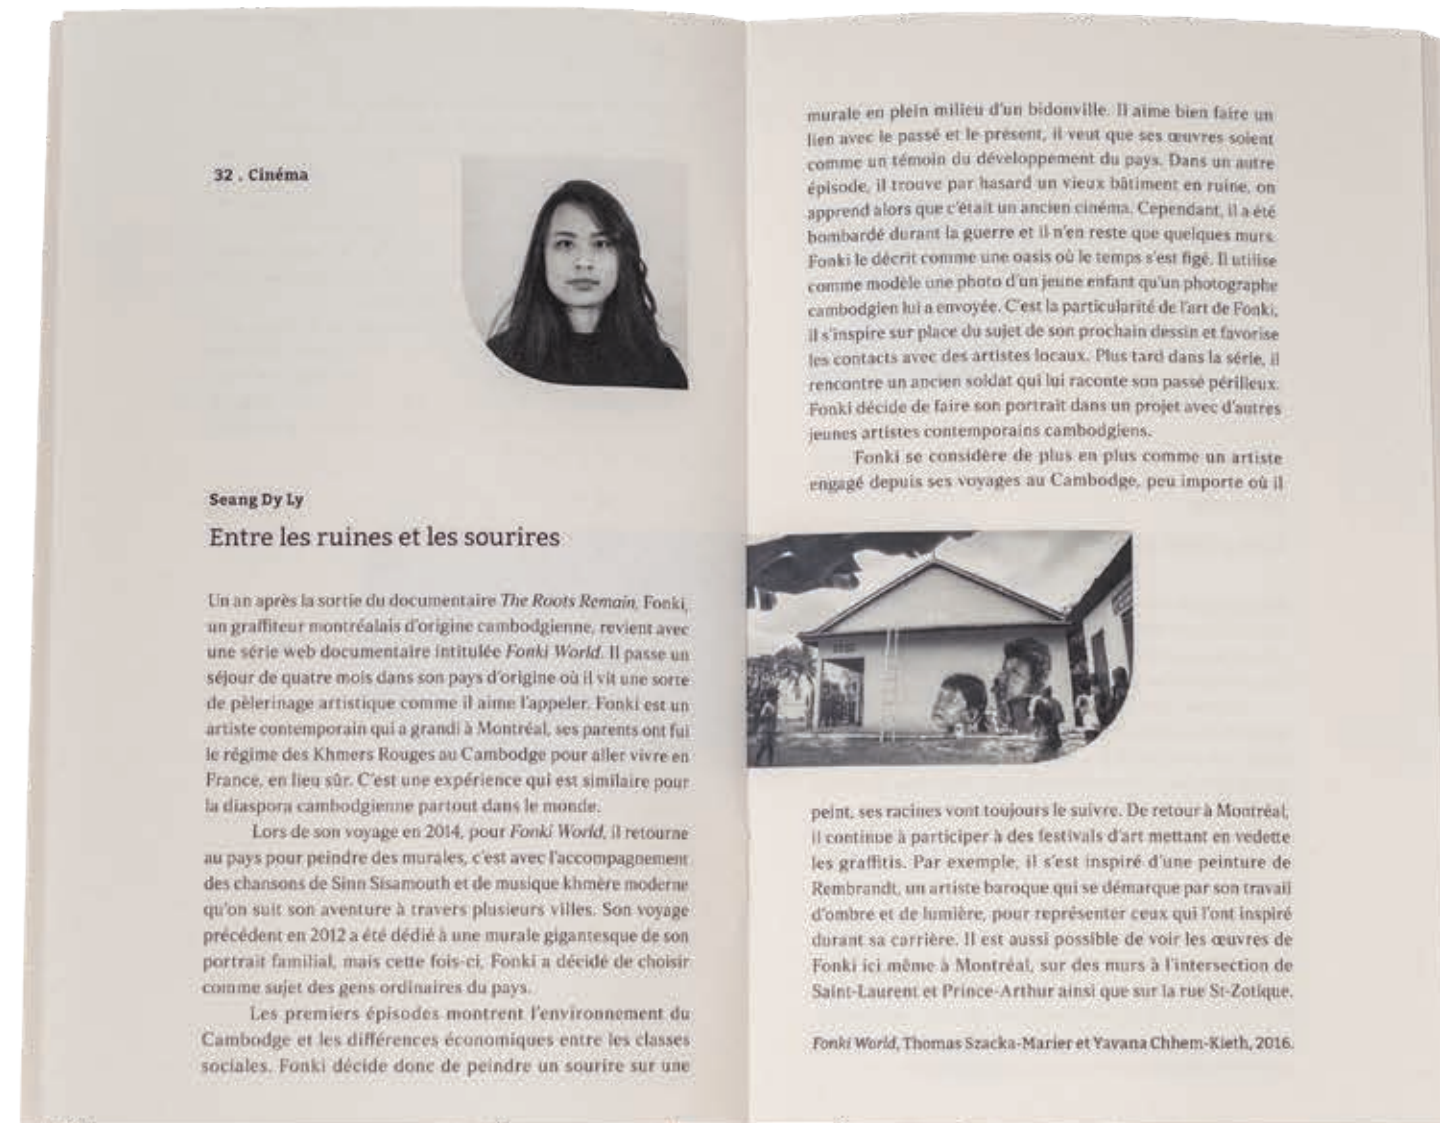 32 . Cinéma
Seang Dy Ly
Entre les ruines et les sourires
Un an après la sortie du documentaire The Roots Remain, Fonki,
un graffiteur montréalais d'origine cambodgienne, revient avec
une série web documentaire intitulée Fonki World. Il passe un
séjour de quatre mois dans son pays d'origine où il vit une sorte
de pèlerinage artistique comme il aime l'appeler. Fonki est un
artiste contemporain qui a grandi à Montréal, ses parents ont fui
le régime des Khmers Rouges au Cambodge pour aller vivre en
France, en lieu sûr. C'est une expérience qui est similaire pour
la diaspora cambodgienne partout dans le monde.
Lors de son voyage en 2014, pour Fonki World, il retourne
au pays pour peindre des murales, c'est avec l'accompagnement
des chansons de Sinn Sisamouth et de musique khmère moderne
qu'on suit son aventure à travers plusieurs villes. Son voyage
précédent en 2012 a été dédié à une murale gigantesque de son
portrait familial, mais cette fois-ci, Fonki a décidé de choisir
comme sujet des gens ordinaires du pays.
Les premiers épisodes montrent l'environnement du
Cambodge et les différences économiques entre les classes
sociales. Fonki décide donc de peindre un sourire sur une
murale en plein milieu d'un bidonville. Il aime bien faire un
lien avec le passé et le présent, il veut que ses œuvres soient
comme un témoin du développement du pays. Dans un autre
épisode, il trouve par hasard un vieux bâtiment en ruine, on
apprend alors que c'était un ancien cinéma. Cependant, il a été
bombardé durant la guerre et il n'en reste que quelques murs.
Fonki le décrit comme une oasis où le temps s'est figé. Il utilise
comme modèle une photo d'un jeune enfant qu'un photographe
cambodgien lui a envoyée. C'est la particularité de l'art de Fonki,
il s'inspire sur place du sujet de son prochain dessin et favorise
les contacts avec des artistes locaux. Plus tard dans la série, il
rencontre un ancien soldat qui lui raconte son passé périlleux.
Fonki décide de faire son portrait dans un projet avec d'autres
jeunes artistes contemporains cambodgiens.
Fonki se considère de plus en plus comme un artiste
engagé depuis ses voyages au Cambodge, peu importe où il
peint, ses racines vont toujours le suivre. De retour à Montréal,
il continue à participer à des festivals d'art mettant en vedette
les graffitis. Par exemple, il s'est inspiré d'une peinture de
Rembrandt, un artiste baroque qui se démarque par son travail
d'ombre et de lumière, pour représenter ceux qui l'ont inspiré
durant sa carrière. Il est aussi possible de voir les œuvres de
Fonki ici même à Montréal, sur des murs à l'intersection de
Saint-Laurent et Prince-Arthur ainsi que sur la rue St-Zotique.
Fonki World, Thomas Szacka-Marier et Yavana Chhem-Kieth, 2016.